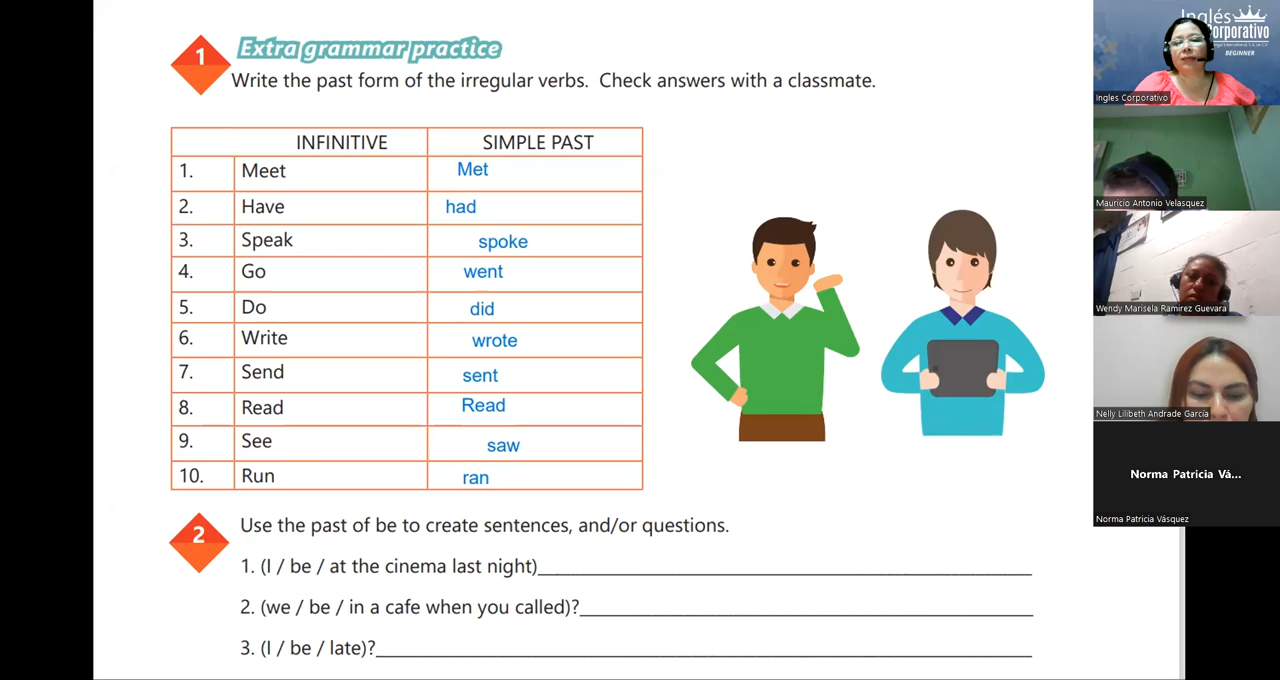 1 Extra grammar practice
Write the past form of the irregular verbs. Check answers with a classmate.
INFINITIVE SIMPLE PAST
1. Meet Met
2. Have had
3. Speak spoke
4. Go went
5. Do did
6. Write wrote
7. Send sent
8. Read Read
9. See saw
10. Run ran
2 Use the past of be to create sentences, and/or questions.
1. (I / be / at the cinema last night)
2. (we / be / in a cafe when you called)?
3. (I / be / late)?
Inglés
Corporativo
BEGINNER
Ingles Corporativo
Mauricio Antonio Velasquez
Wendy Marisela Ramirez Guevara
Nelly Lilibeth Andrade García
Norma Patricia Vá...
Norma Patricia Vásquez